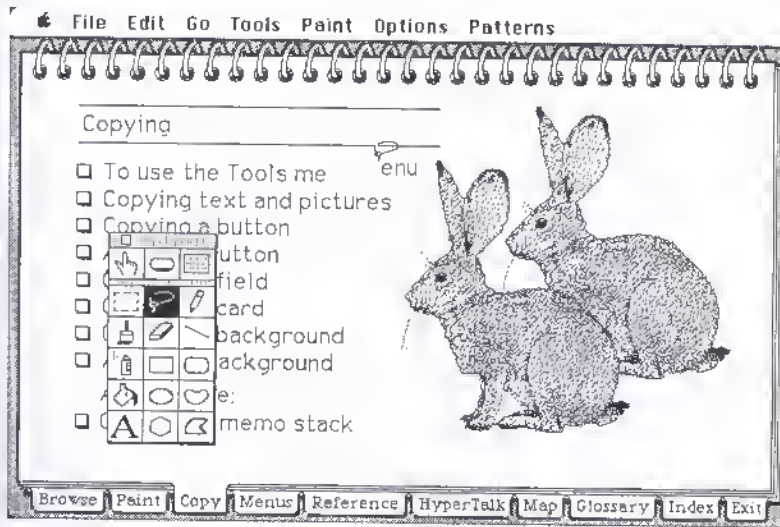 File Edit Go Tools Paint Options Patterns
Copying
To use the Tools me enu
Copying text and pictures
Copying a button
utton
field
card
background
ackground
e:
memo stack
A
Browse Paint Copy Menus Reference HyperTalk Map Glossary Index Exit